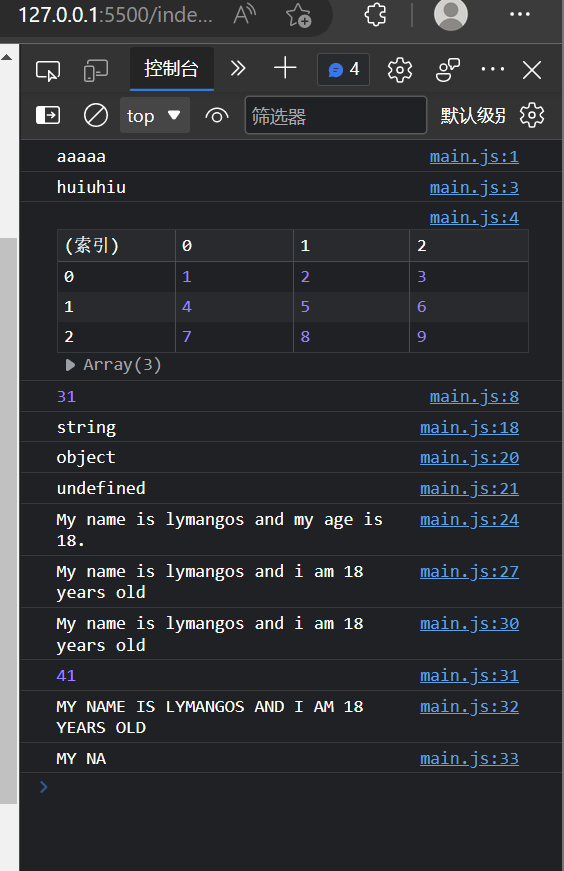 127.0.0.1:5500/inde...
控制台
4
top
筛选器
默认级别
aaaaa main.js:1
huiuhiu main.js:3
main.js:4
(索引) 0 1 2
0 1 2 3
1 4 5 6
2 7 8 9
Array(3)
31 main.js:8
string main.js:18
object main.js:20
undefined main.js:21
My name is lymangos and my age is main.js:24
18.
My name is lymangos and i am 18 main.js:27
years old
My name is lymangos and i am 18 main.js:30
years old
41 main.js:31
MY NAME IS LYMANGOS AND I AM 18 main.js:32
YEARS OLD
MY NA main.js:33